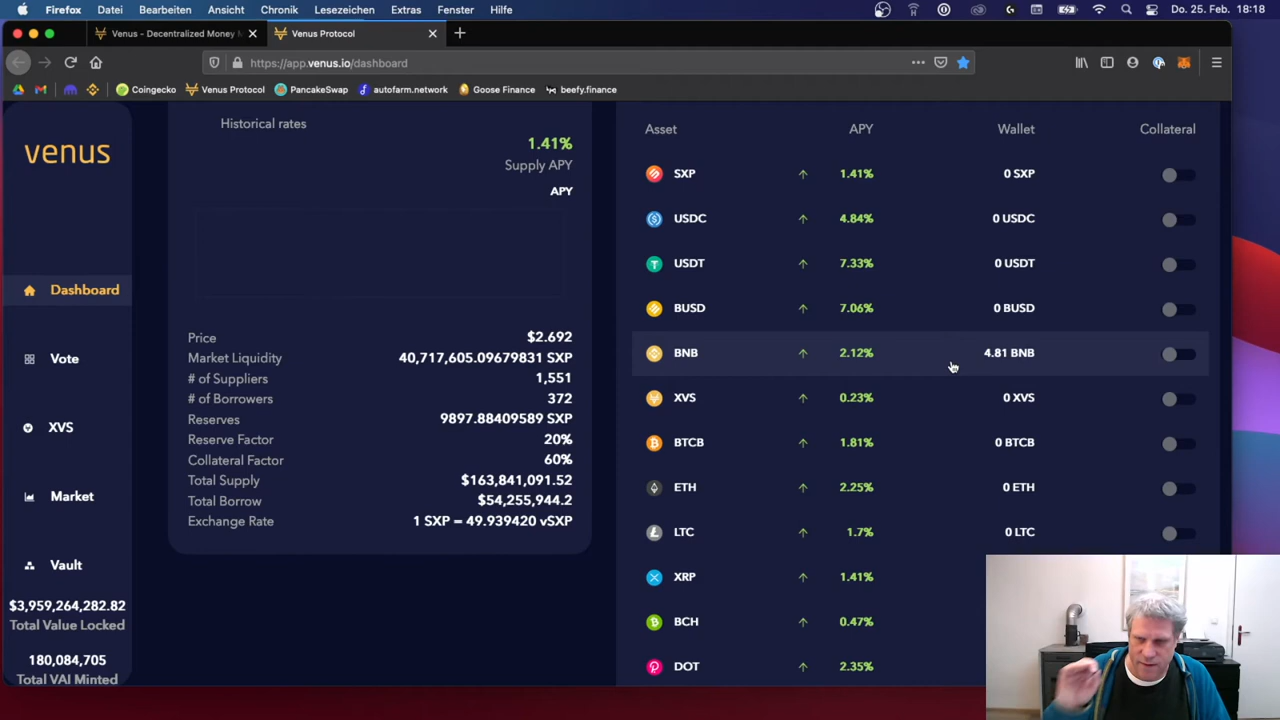 Firefox Datei Bearbeiten Ansicht Chronik Lesezeichen Extras Fenster Hilfe Do. 25. Feb. 18:18
Venus – Decentralized Money M Venus Protocol
https://app.venus.io/dashboard
Coingecko Venus Protocol PancakeSwap autofarm.network Goose Finance beefy.finance
venus
Dashboard
Vote
XVS
Market
Vault
$3,959,264,282.82
Total Value Locked
180,084,705
Total VAI Minted
Historical rates
1.41%
Supply APY
APY
Price $2.692
Market Liquidity 40,717,605.09679831 SXP
# of Suppliers 1,551
# of Borrowers 372
Reserves 9897.88409589 SXP
Reserve Factor 20%
Collateral Factor 60%
Total Supply $163,841,091.52
Total Borrow $54,255,944.2
Exchange Rate 1 SXP = 49.939420 vSXP
Asset APY Wallet Collateral
SXP 1.41% 0 SXP
USDC 4.84% 0 USDC
USDT 7.33% 0 USDT
BUSD 7.06% 0 BUSD
BNB 2.12% 4.81 BNB
XVS 0.23% 0 XVS
BTCB 1.81% 0 BTCB
ETH 2.25% 0 ETH
LTC 1.7% 0 LTC
XRP 1.41%
BCH 0.47%
DOT 2.35%